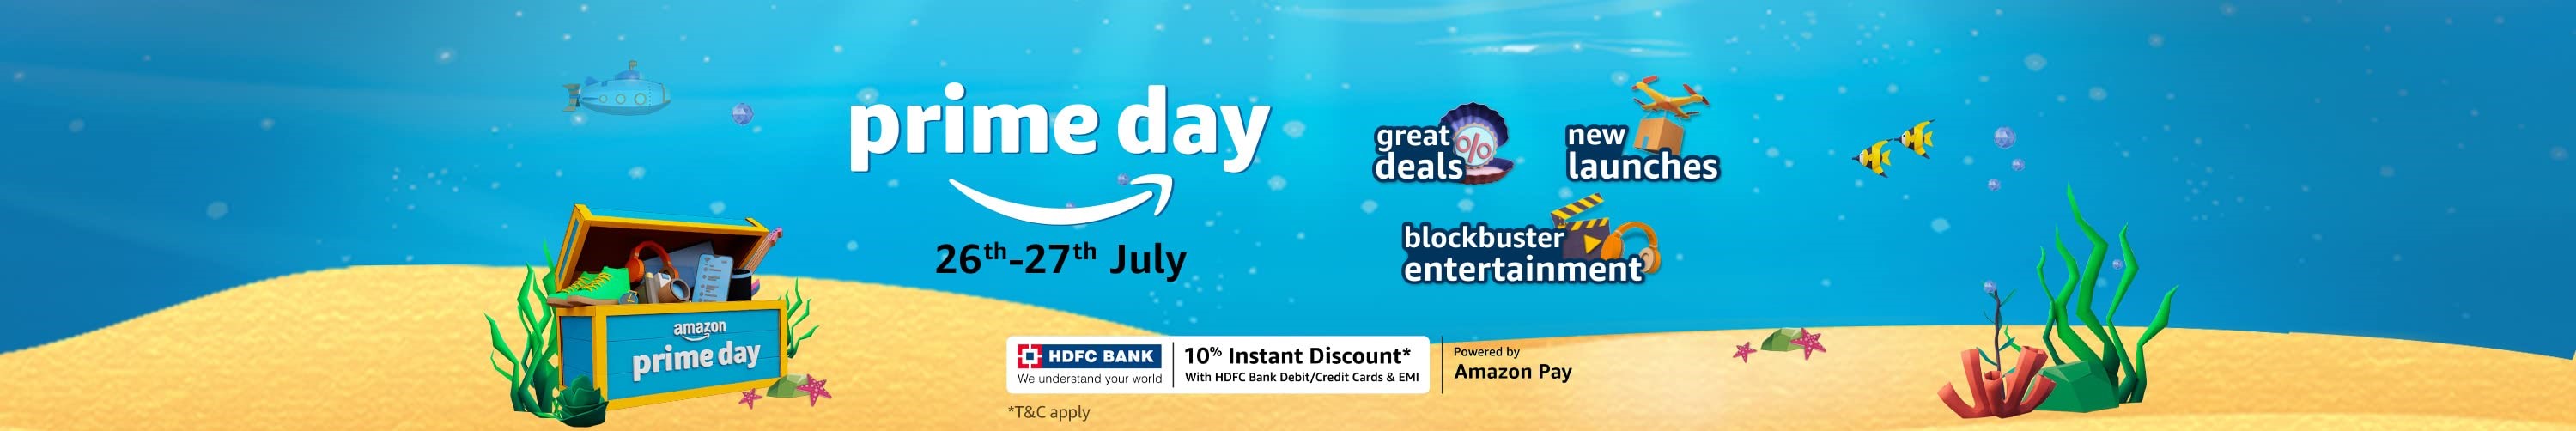 prime day
26th-27th July
great
deals
%
new
launches
blockbuster
entertainment
amazon
prime day
HDFC BANK
We understand your world
10% Instant Discount*
With HDFC Bank Debit/Credit Cards & EMI
Powered by
Amazon Pay
*T&C apply